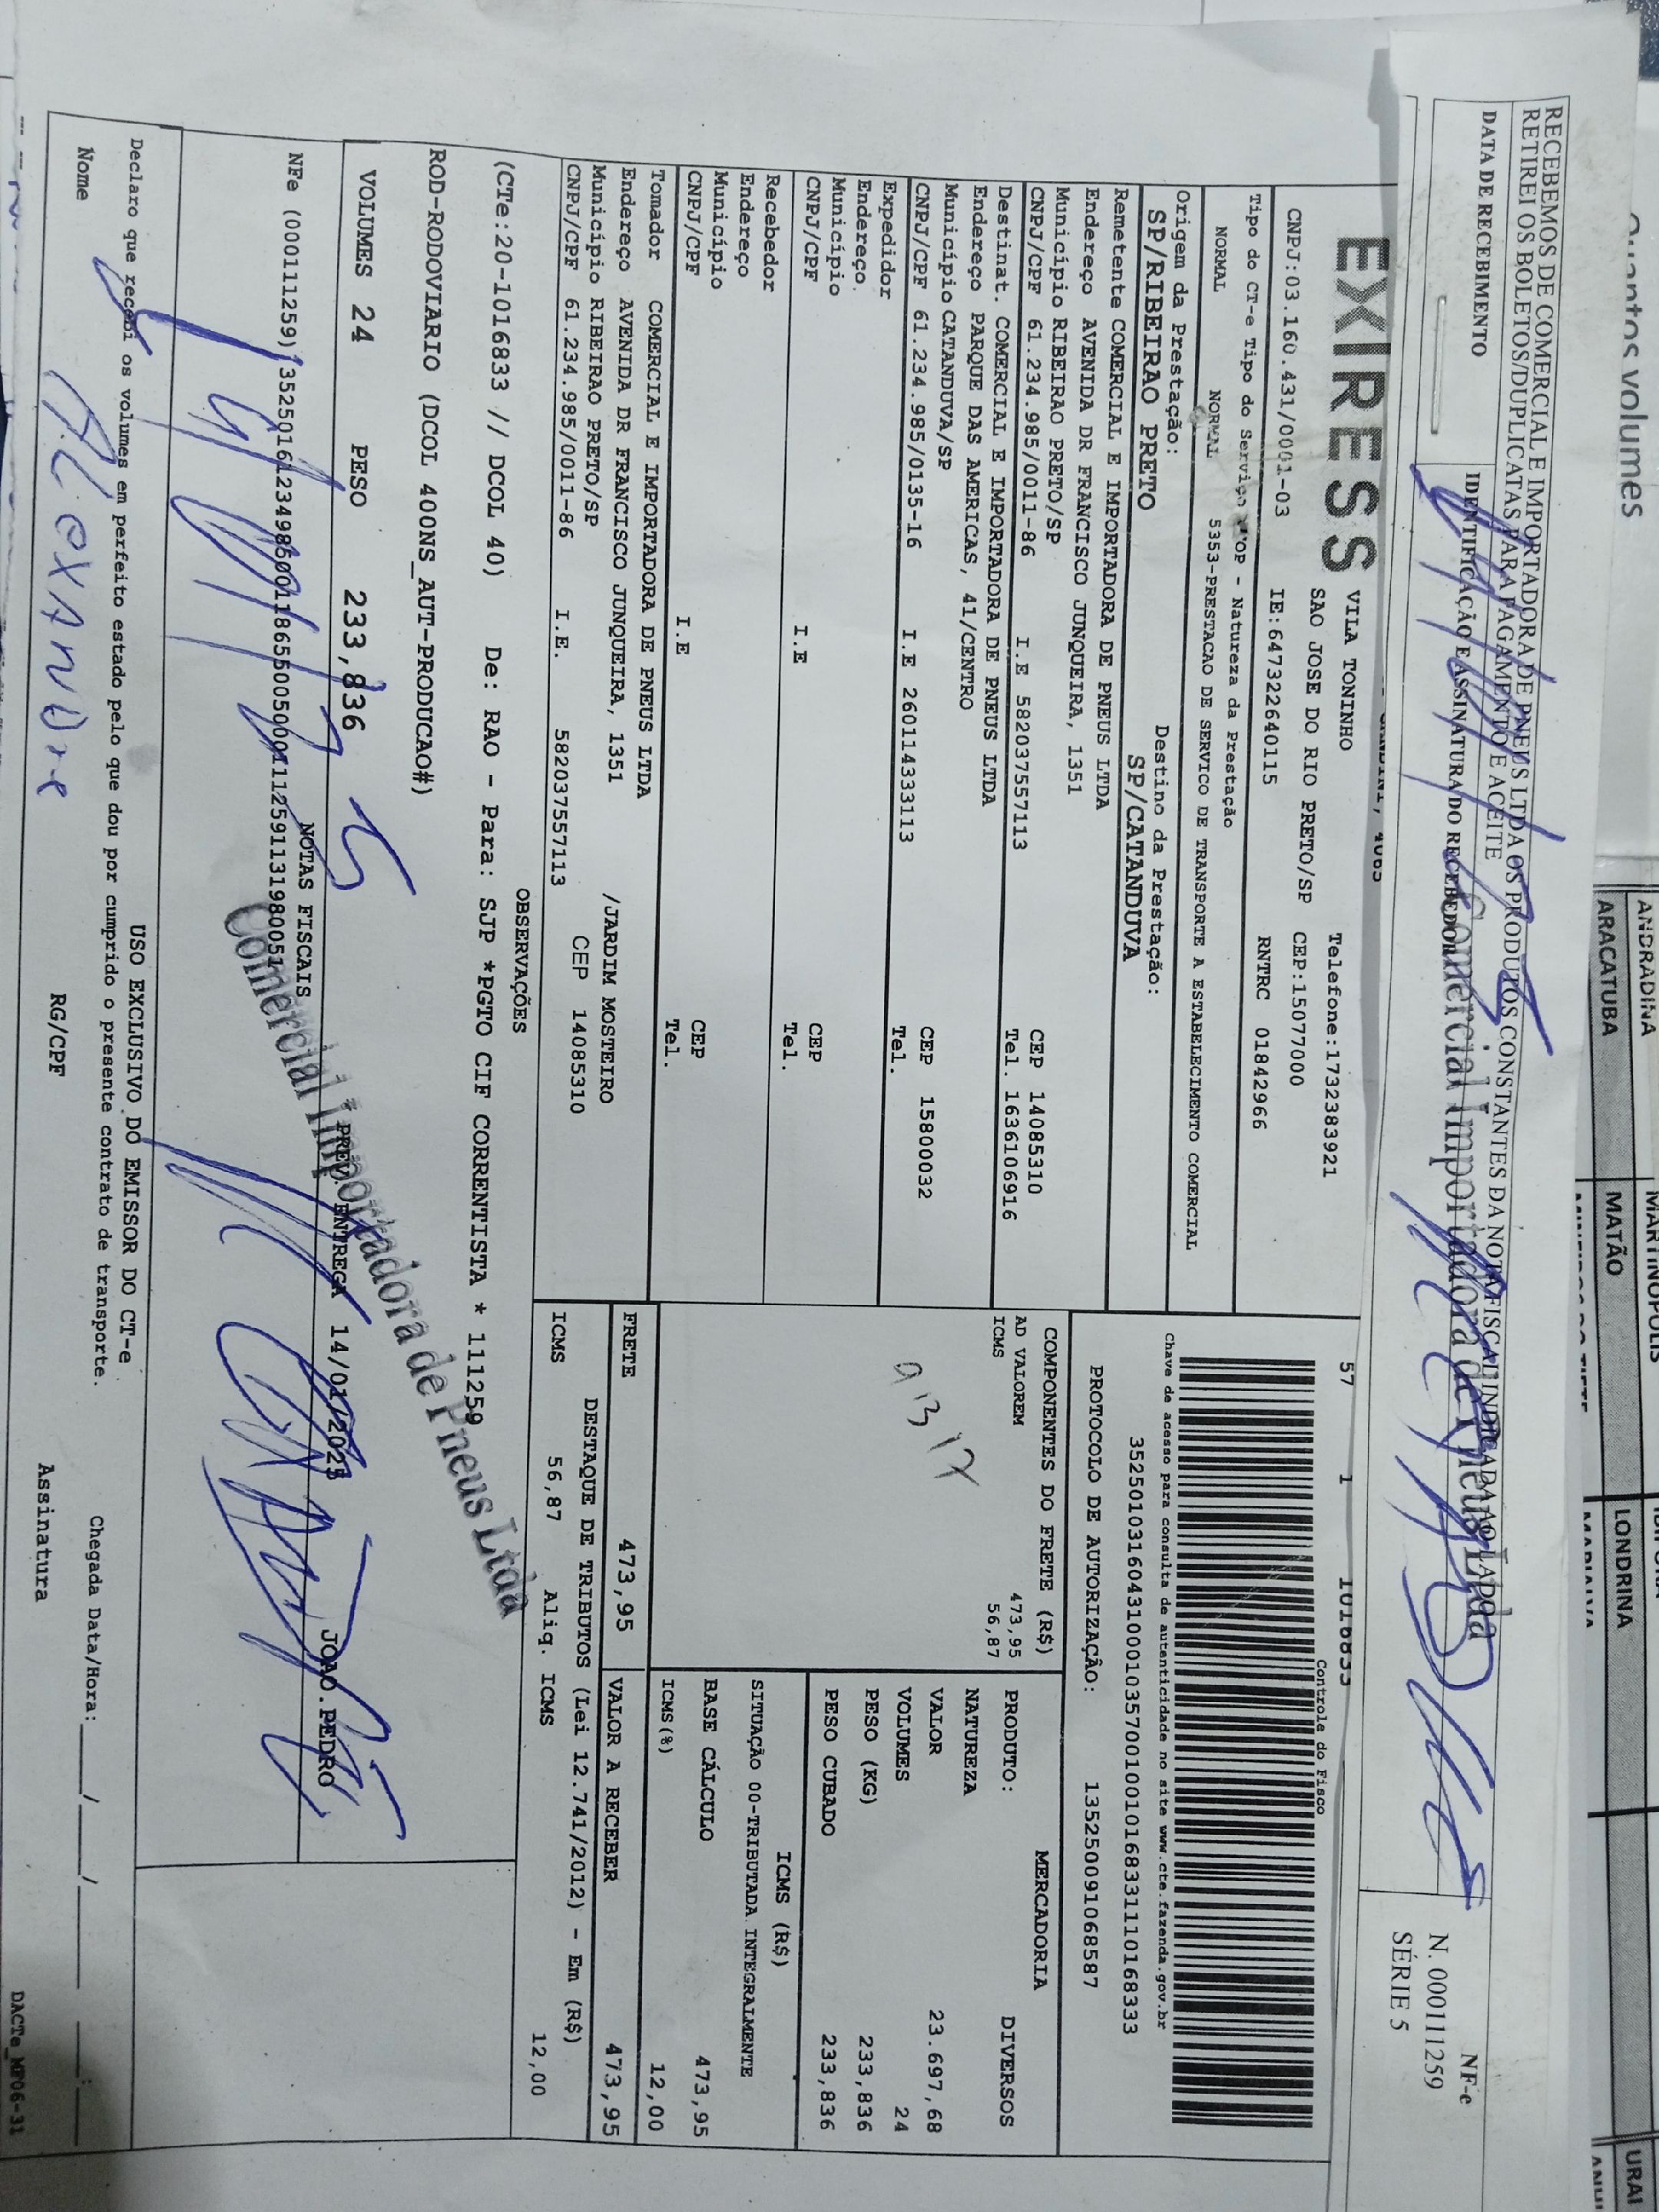 Quantos volumes
ANDRADINA
ARACATUBA
MATÃO
LONDRINA
URAI
RECEBEMOS DE COMERCIAL E IMPORTADORA DE PNEUS LTDA OS PRODUTOS CONSTANTES DA NOTA FISCAL INDICADA AO LADO
RETIREI OS BOLETOS/DUPLICATAS PARA PAGAMENTO E ACEITE
DATA DE RECEBIMENTO
IDENTIFICAÇÃO E ASSINATURA DO RECEBEDOR
Comercial Importadora de Pneus Ltda
NF-e
N. 000111259
SÉRIE 5
EXIRESS
VILA TONINHO
Telefone:1732383921
SAO JOSE DO RIO PRETO/SP CEP:15077000
CNPJ:03.160.431/0001-03 IE:647322640115 RNTRC 01842966
57 1 1016833
Controle do Fisco
Tipo do CT-e Tipo do Serviço CFOP - Natureza da Prestação
NORMAL NORMAL 5353-PRESTACAO DE SERVICO DE TRANSPORTE A ESTABELECIMENTO COMERCIAL
Chave de acesso para consulta de autenticidade no site www.cte.fazenda.gov.br
35250103160431000103570010010168331110168333
Origem da Prestação: Destino da Prestação:
SP/RIBEIRAO PRETO SP/CATANDUVA
PROTOCOLO DE AUTORIZAÇÃO: 135250091068587
Remetente COMERCIAL E IMPORTADORA DE PNEUS LTDA
Endereço AVENIDA DR FRANCISCO JUNQUEIRA, 1351
Município RIBEIRAO PRETO/SP CEP 14085310
CNPJ/CPF 61.234.985/0011-86 I.E 582037557113 Tel. 1636106916
Destinat. COMERCIAL E IMPORTADORA DE PNEUS LTDA
Endereço PARQUE DAS AMERICAS, 41/CENTRO
Município CATANDUVA/SP CEP 15800032
CNPJ/CPF 61.234.985/0135-16 I.E 260114333113 Tel.
Expedidor
Endereço
Município CEP
CNPJ/CPF I.E Tel.
Recebedor
Endereço
Município CEP
CNPJ/CPF I.E Tel.
Tomador COMERCIAL E IMPORTADORA DE PNEUS LTDA
Endereço AVENIDA DR FRANCISCO JUNQUEIRA, 1351 /JARDIM MOSTEIRO
Município RIBEIRAO PRETO/SP CEP 14085310
CNPJ/CPF 61.234.985/0011-86 I.E. 582037557113
COMPONENTES DO FRETE (R$)
AD VALOREM 473,95
ICMS 56,87
MERCADORIA
PRODUTO: DIVERSOS
NATUREZA
VALOR 23.697,68
VOLUMES 24
PESO (KG) 233,836
PESO CUBADO 233,836
ICMS (R$)
SITUAÇÃO 00-TRIBUTADA INTEGRALMENTE
BASE CÁLCULO 473,95
ICMS(%) 12,00
FRETE 473,95 VALOR A RECEBER 473,95
DESTAQUE DE TRIBUTOS (Lei 12.741/2012) - Em (R$)
ICMS 56,87 Aliq. ICMS 12,00
OBSERVAÇÕES
(CTe:20-1016833 // DCOL 40) De: RAO - Para: SJP *PGTO CIF CORRENTISTA * 111259
ROD-RODOVIARIO (DCOL 400NS_AUT-PRODUCAO#)
Comercial Importadora de Pneus Ltda
VOLUMES 24 PESO 233,836 PREV. ENTREGA 14/01/2025 JOAO.PEDRO
NOTAS FISCAIS
NFe (000111259)
USO EXCLUSIVO DO EMISSOR DO CT-e
Declaro que recebi os volumes em perfeito estado pelo que dou por cumprido o presente contrato de transporte.
Chegada Data/Hora:____/____/____ __:__
Nome Alexandre RG/CPF Assinatura
DACTe_MF06-31